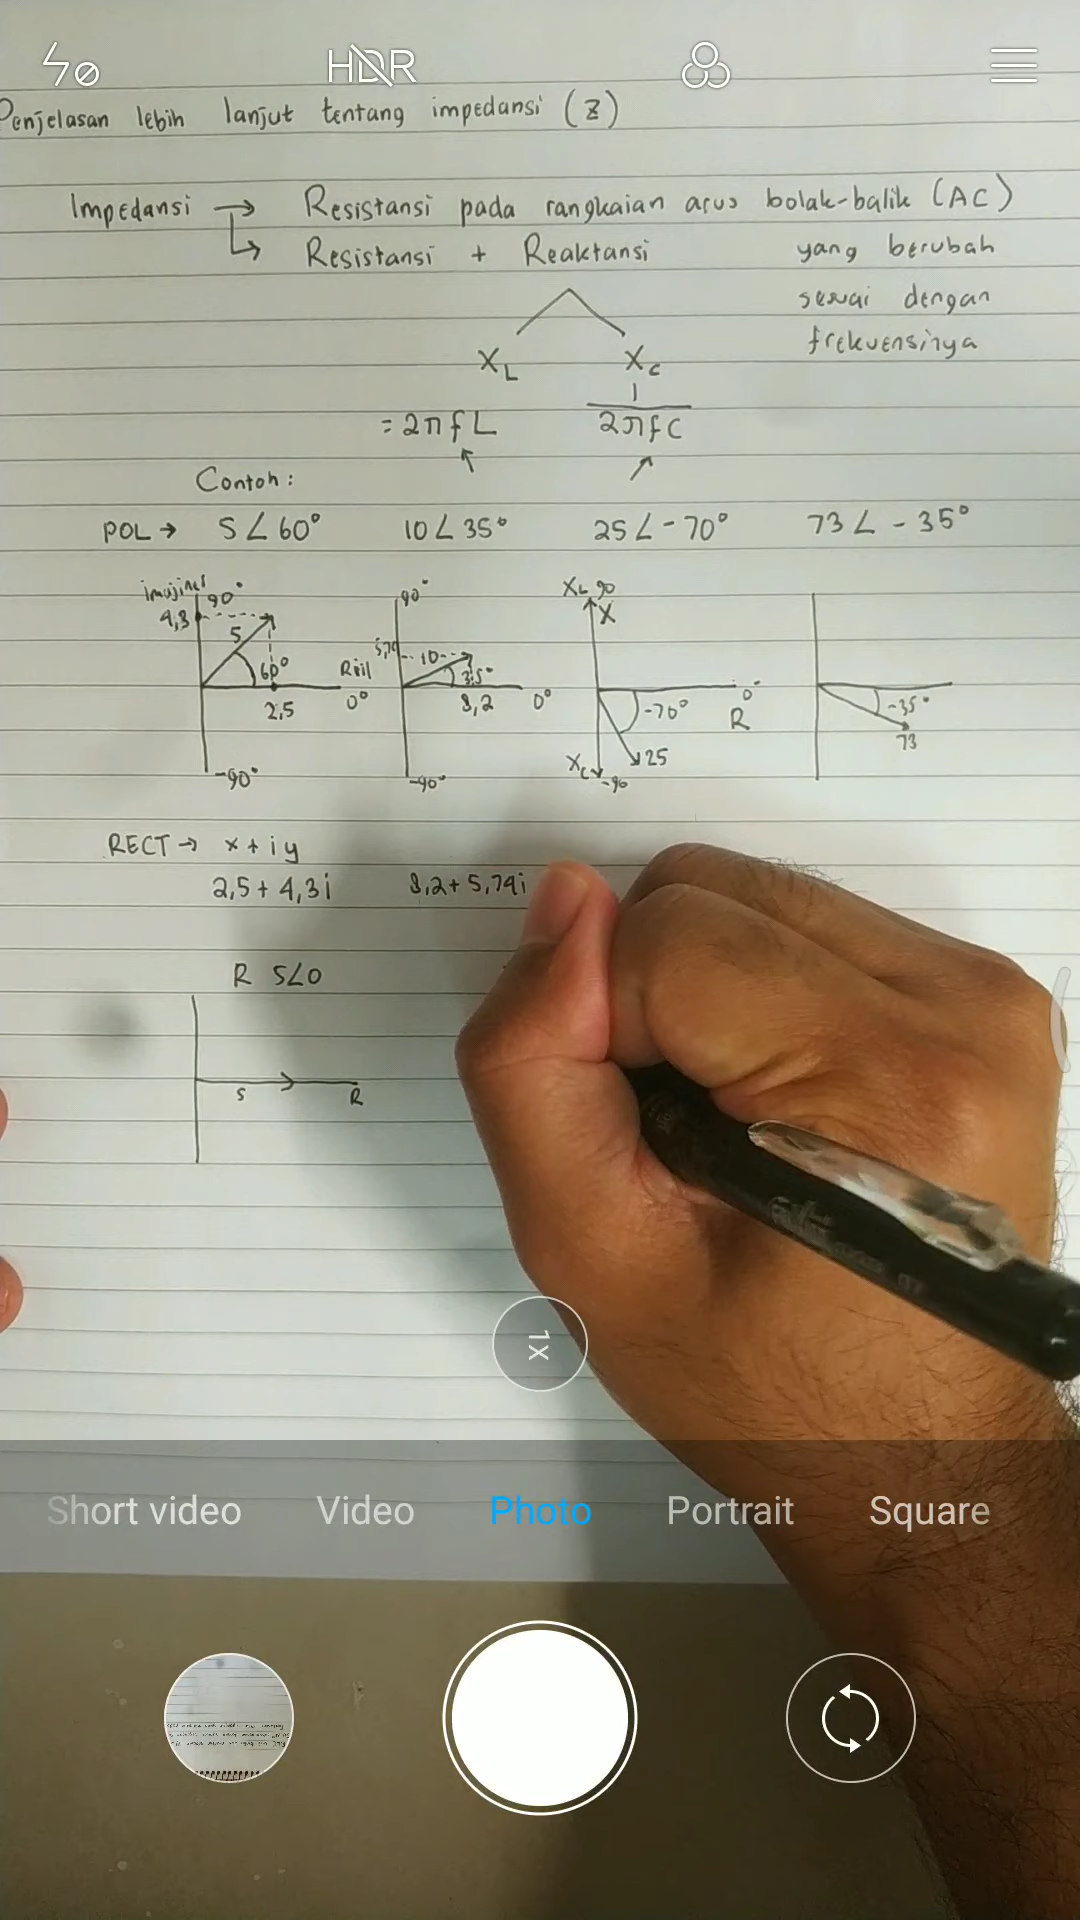 HDR
Penjelasan lebih lanjut tentang impedansi (Z)
Impedansi → Resistansi pada rangkaian arus bolak-balik (AC)
↳ Resistansi + Reaktansi yang berubah
sesuai dengan
frekuensinya
XL XC
= 2πfL 1/2πfC
Contoh:
POL → 5∠60° 10∠35° 25∠-70° 73∠-35°
imajiner 90° 90° XL 90
4,3 5 60° Riil 0° 2,5 -90°
5,74 10 35° 8,2 0° -90°
X -70° 0° R 25 XC -90
-35° 73
RECT → x + iy
2,5 + 4,3i 8,2 + 5,74i
R 5∠0
5 R
1X
Short video Video Photo Portrait Square